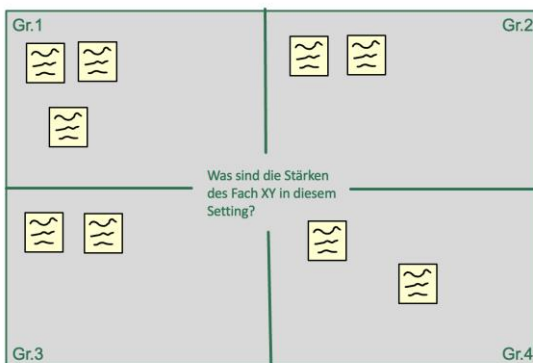 Gr.1
Gr.2
Was sind die Stärken
des Fach XY in diesem
Setting?
Gr.3
Gr.4